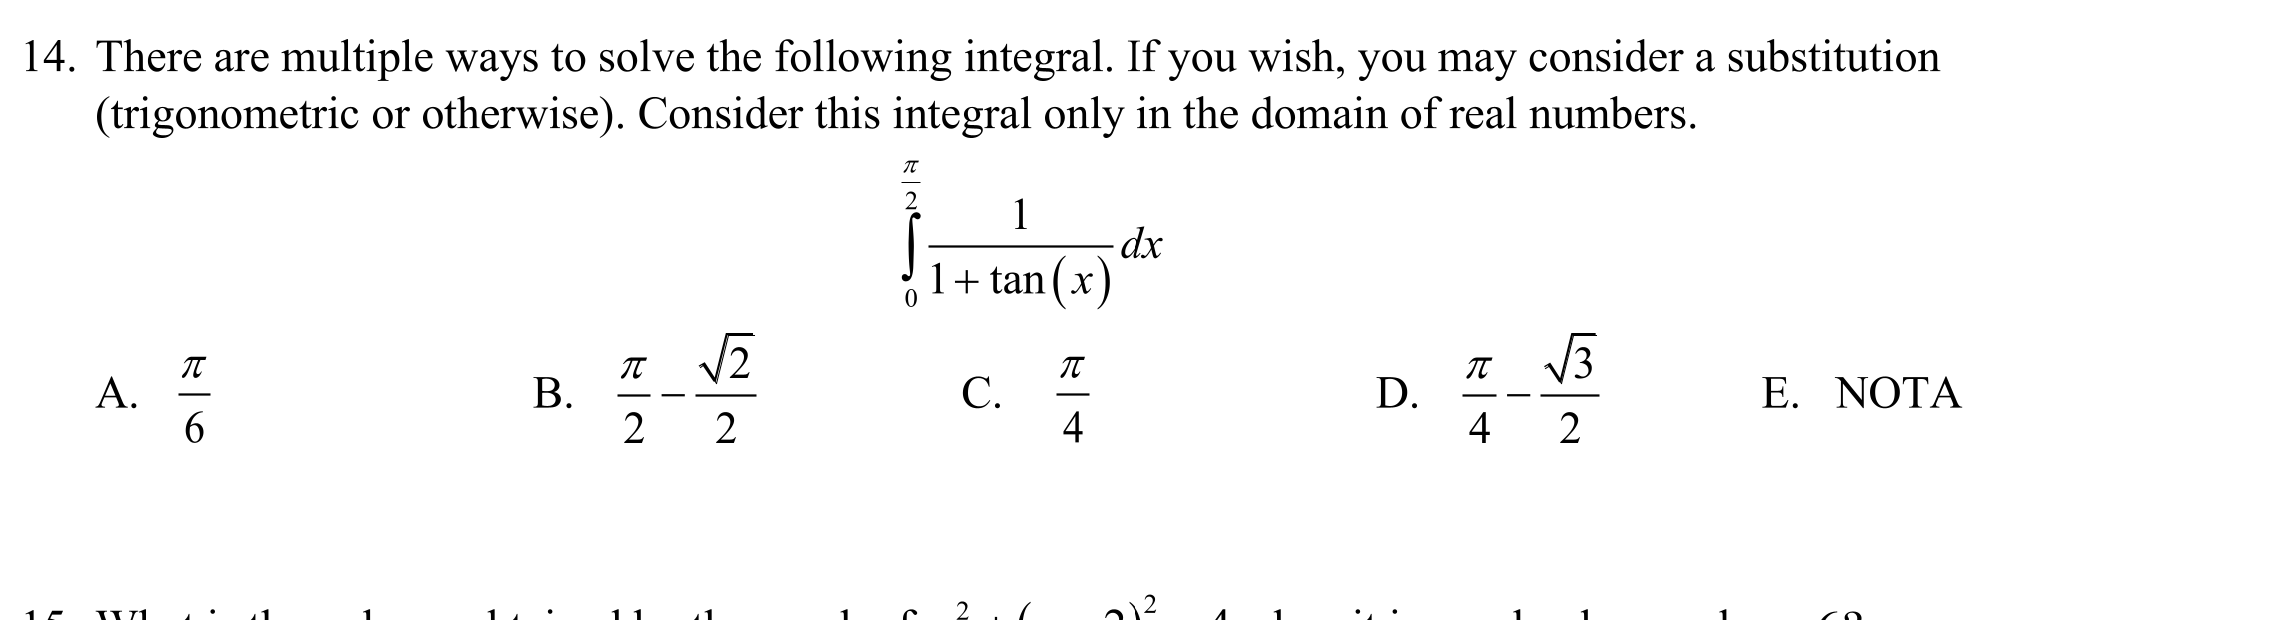 14. There are multiple ways to solve the following integral. If you wish, you may consider a substitution
(trigonometric or otherwise). Consider this integral only in the domain of real numbers.
$\int_{0}^{\frac{\pi}{2}} \frac{1}{1+\tan(x)} dx$
A. $\frac{\pi}{6}$ B. $\frac{\pi}{2}-\frac{\sqrt{2}}{2}$ C. $\frac{\pi}{4}$ D. $\frac{\pi}{4}-\frac{\sqrt{3}}{2}$ E. NOTA